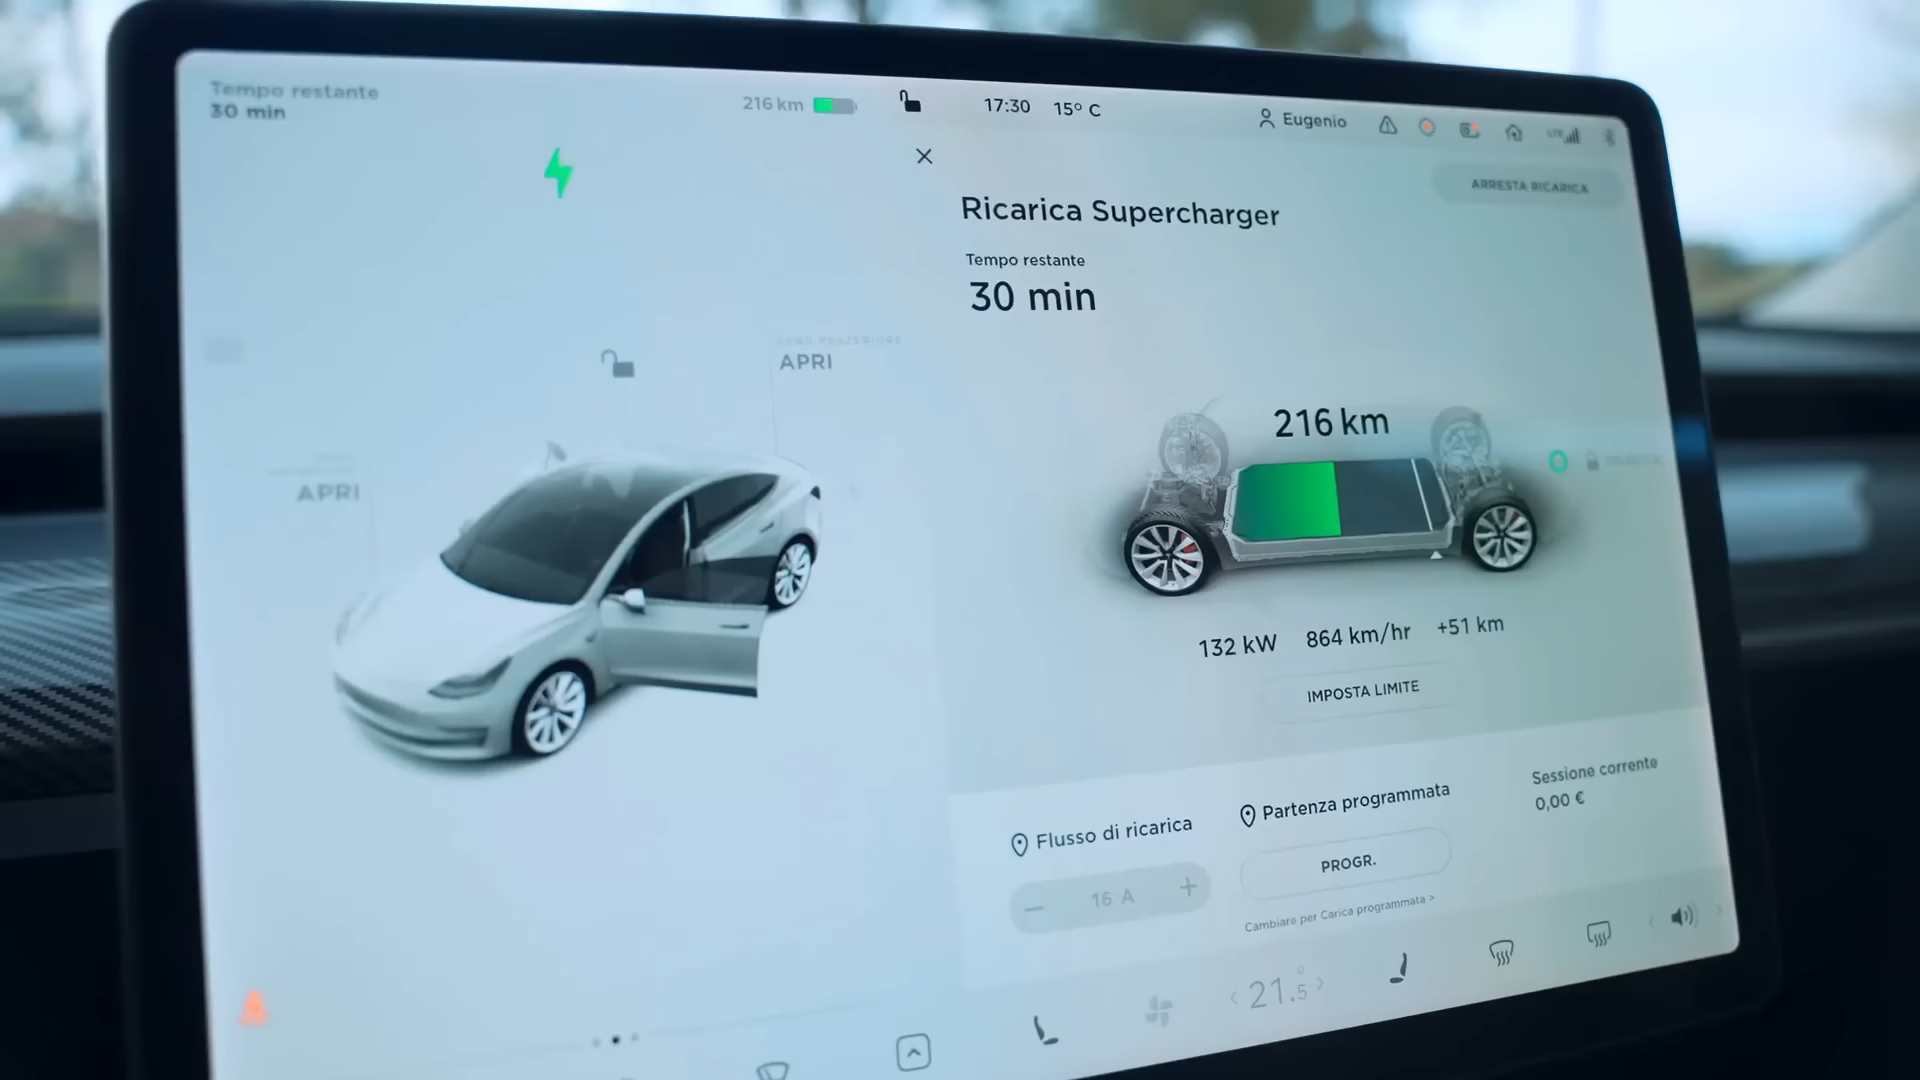 Tempo restante
30 min
216 km
17:30
15° C
Eugenio
LTE
ARRESTA RICARICA
Ricarica Supercharger
Tempo restante
30 min
APRI
APRI
216 km
132 kW
864 km/hr
+51 km
IMPOSTA LIMITE
Flusso di ricarica
16 A
Partenza programmata
PROGR.
Cambiare per Carica programmata >
Sessione corrente
0,00 €
21.5°